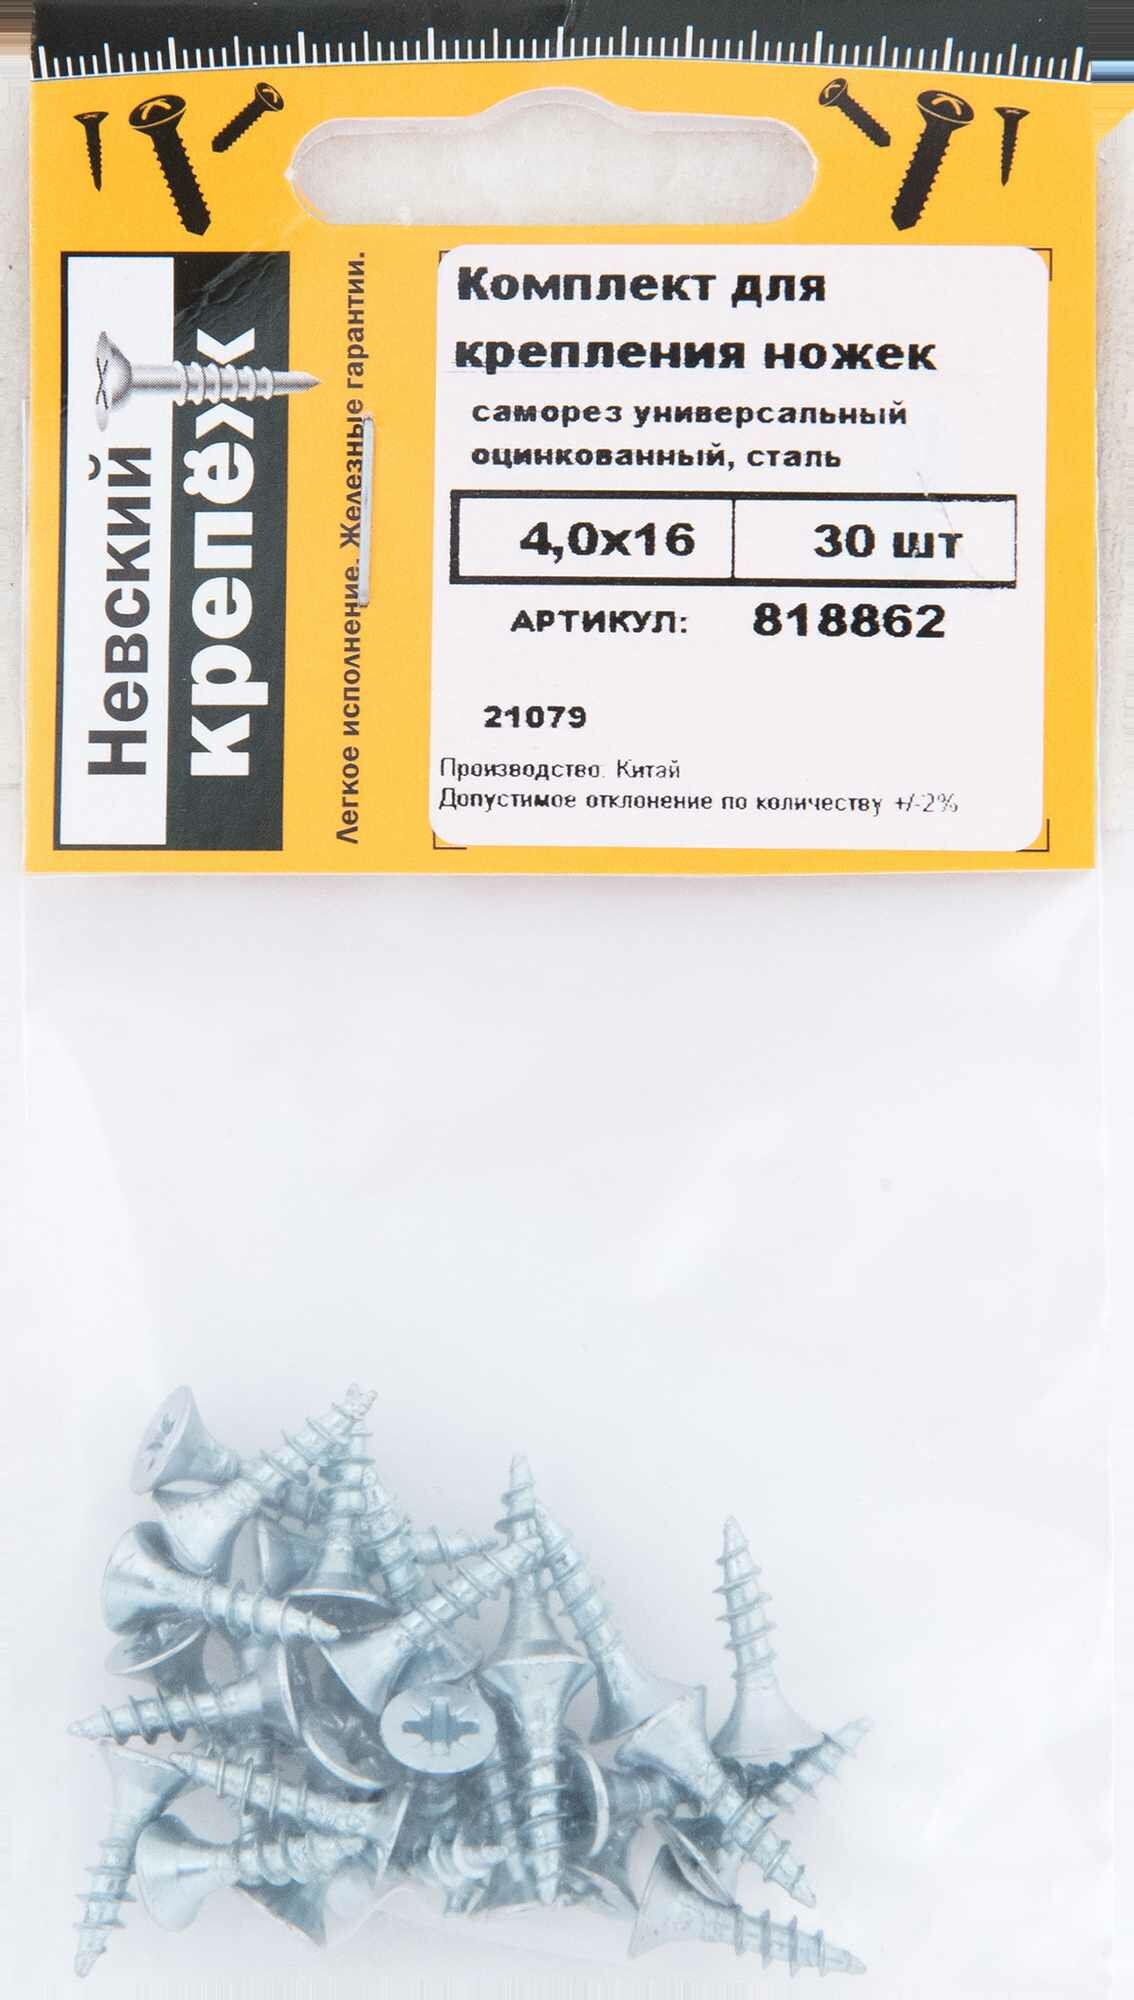 Невский
крепёж
Легкое исполнение. Железные гарантии.
Комплект для
крепления ножек
саморез универсальный
оцинкованный, сталь
4,0х16 30 шт
АРТИКУЛ: 818862
21079
Производство: Китай
Допустимое отклонение по количеству +/-2%